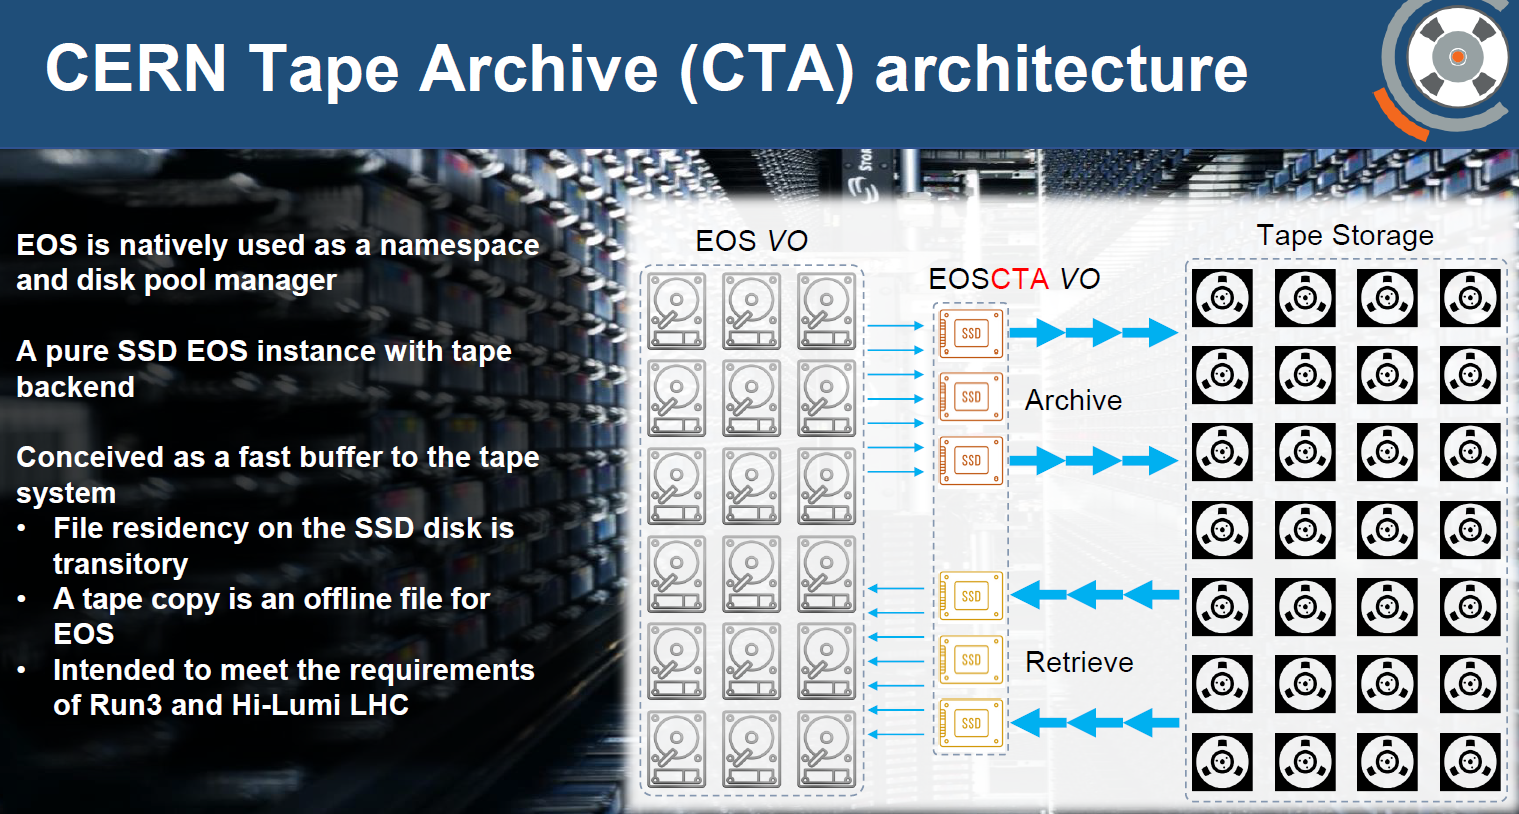 CERN Tape Archive (CTA) architecture
EOS is natively used as a namespace
and disk pool manager
A pure SSD EOS instance with tape
backend
Conceived as a fast buffer to the tape
system
• File residency on the SSD disk is
transitory
• A tape copy is an offline file for
EOS
• Intended to meet the requirements
of Run3 and Hi-Lumi LHC
EOS VO
EOSCTA VO
Tape Storage
SSD
SSD
Archive
SSD
SSD
SSD
Retrieve
SSD